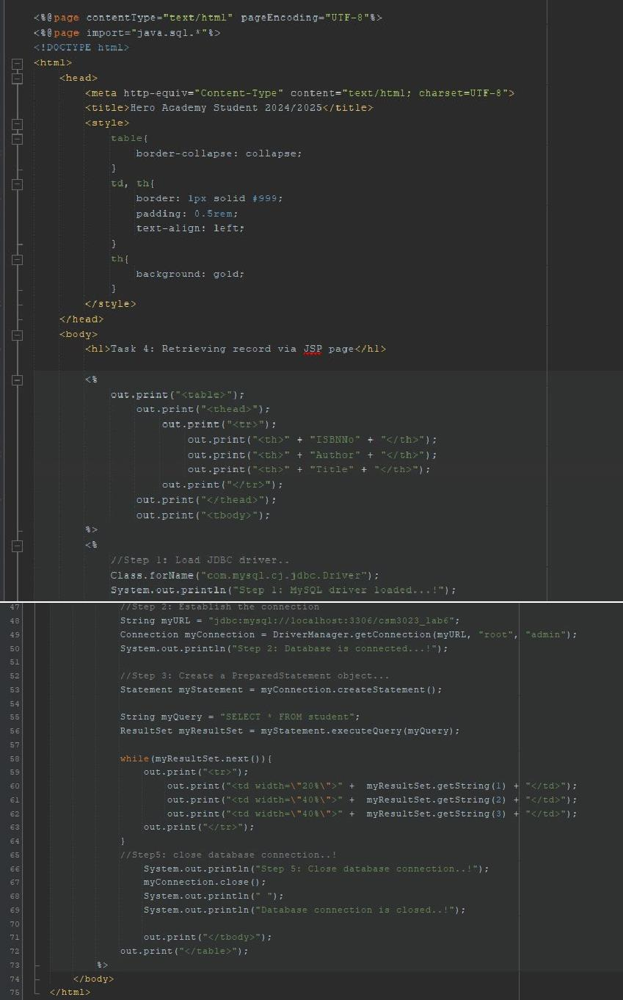 <%@page contentType="text/html" pageEncoding="UTF-8"%>
<%@page import="java.sql.*"%>
<!DOCTYPE html>
<html>
<head>
<meta http-equiv="Content-Type" content="text/html; charset=UTF-8">
<title>Hero Academy Student 2024/2025</title>
<style>
table{
border-collapse: collapse;
}
td, th{
border: 1px solid #999;
padding: 0.5rem;
text-align: left;
}
th{
background: gold;
}
</style>
</head>
<body>
<h1>Task 4: Retrieving record via JSP page</h1>
<%
out.print("<table>");
out.print("<thead>");
out.print("<tr>");
out.print("<th>" + "ISBNNo" + "</th>");
out.print("<th>" + "Author" + "</th>");
out.print("<th>" + "Title" + "</th>");
out.print("</tr>");
out.print("</thead>");
out.print("<tbody>");
%>
<%
//Step 1: Load JDBC driver..
Class.forName("com.mysql.cj.jdbc.Driver");
System.out.println("Step 1: MySQL driver loaded...!");
47 //Step 2: Establish the connection
48 String myURL = "jdbc:mysql://localhost:3306/csm3023_lab6";
49 Connection myConnection = DriverManager.getConnection(myURL, "root", "admin");
50 System.out.println("Step 2: Database is connected...!");
51
52 //Step 3: Create a PreparedStatement object...
53 Statement myStatement = myConnection.createStatement();
54
55 String myQuery = "SELECT * FROM student";
56 ResultSet myResultSet = myStatement.executeQuery(myQuery);
57
58 while(myResultSet.next()){
59 out.print("<tr>");
60 out.print("<td width=\"20%\">" + myResultSet.getString(1) + "</td>");
61 out.print("<td width=\"40%\">" + myResultSet.getString(2) + "</td>");
62 out.print("<td width=\"40%\">" + myResultSet.getString(3) + "</td>");
63 out.print("</tr>");
64 }
65 //Step5: close database connection..!
66 System.out.println("Step 5: Close database connection..!");
67 myConnection.close();
68 System.out.println(" ");
69 System.out.println("Database connection is closed..!");
70
71 out.print("</tbody>");
72 out.print("</table>");
73 %>
74 </body>
75 </html>